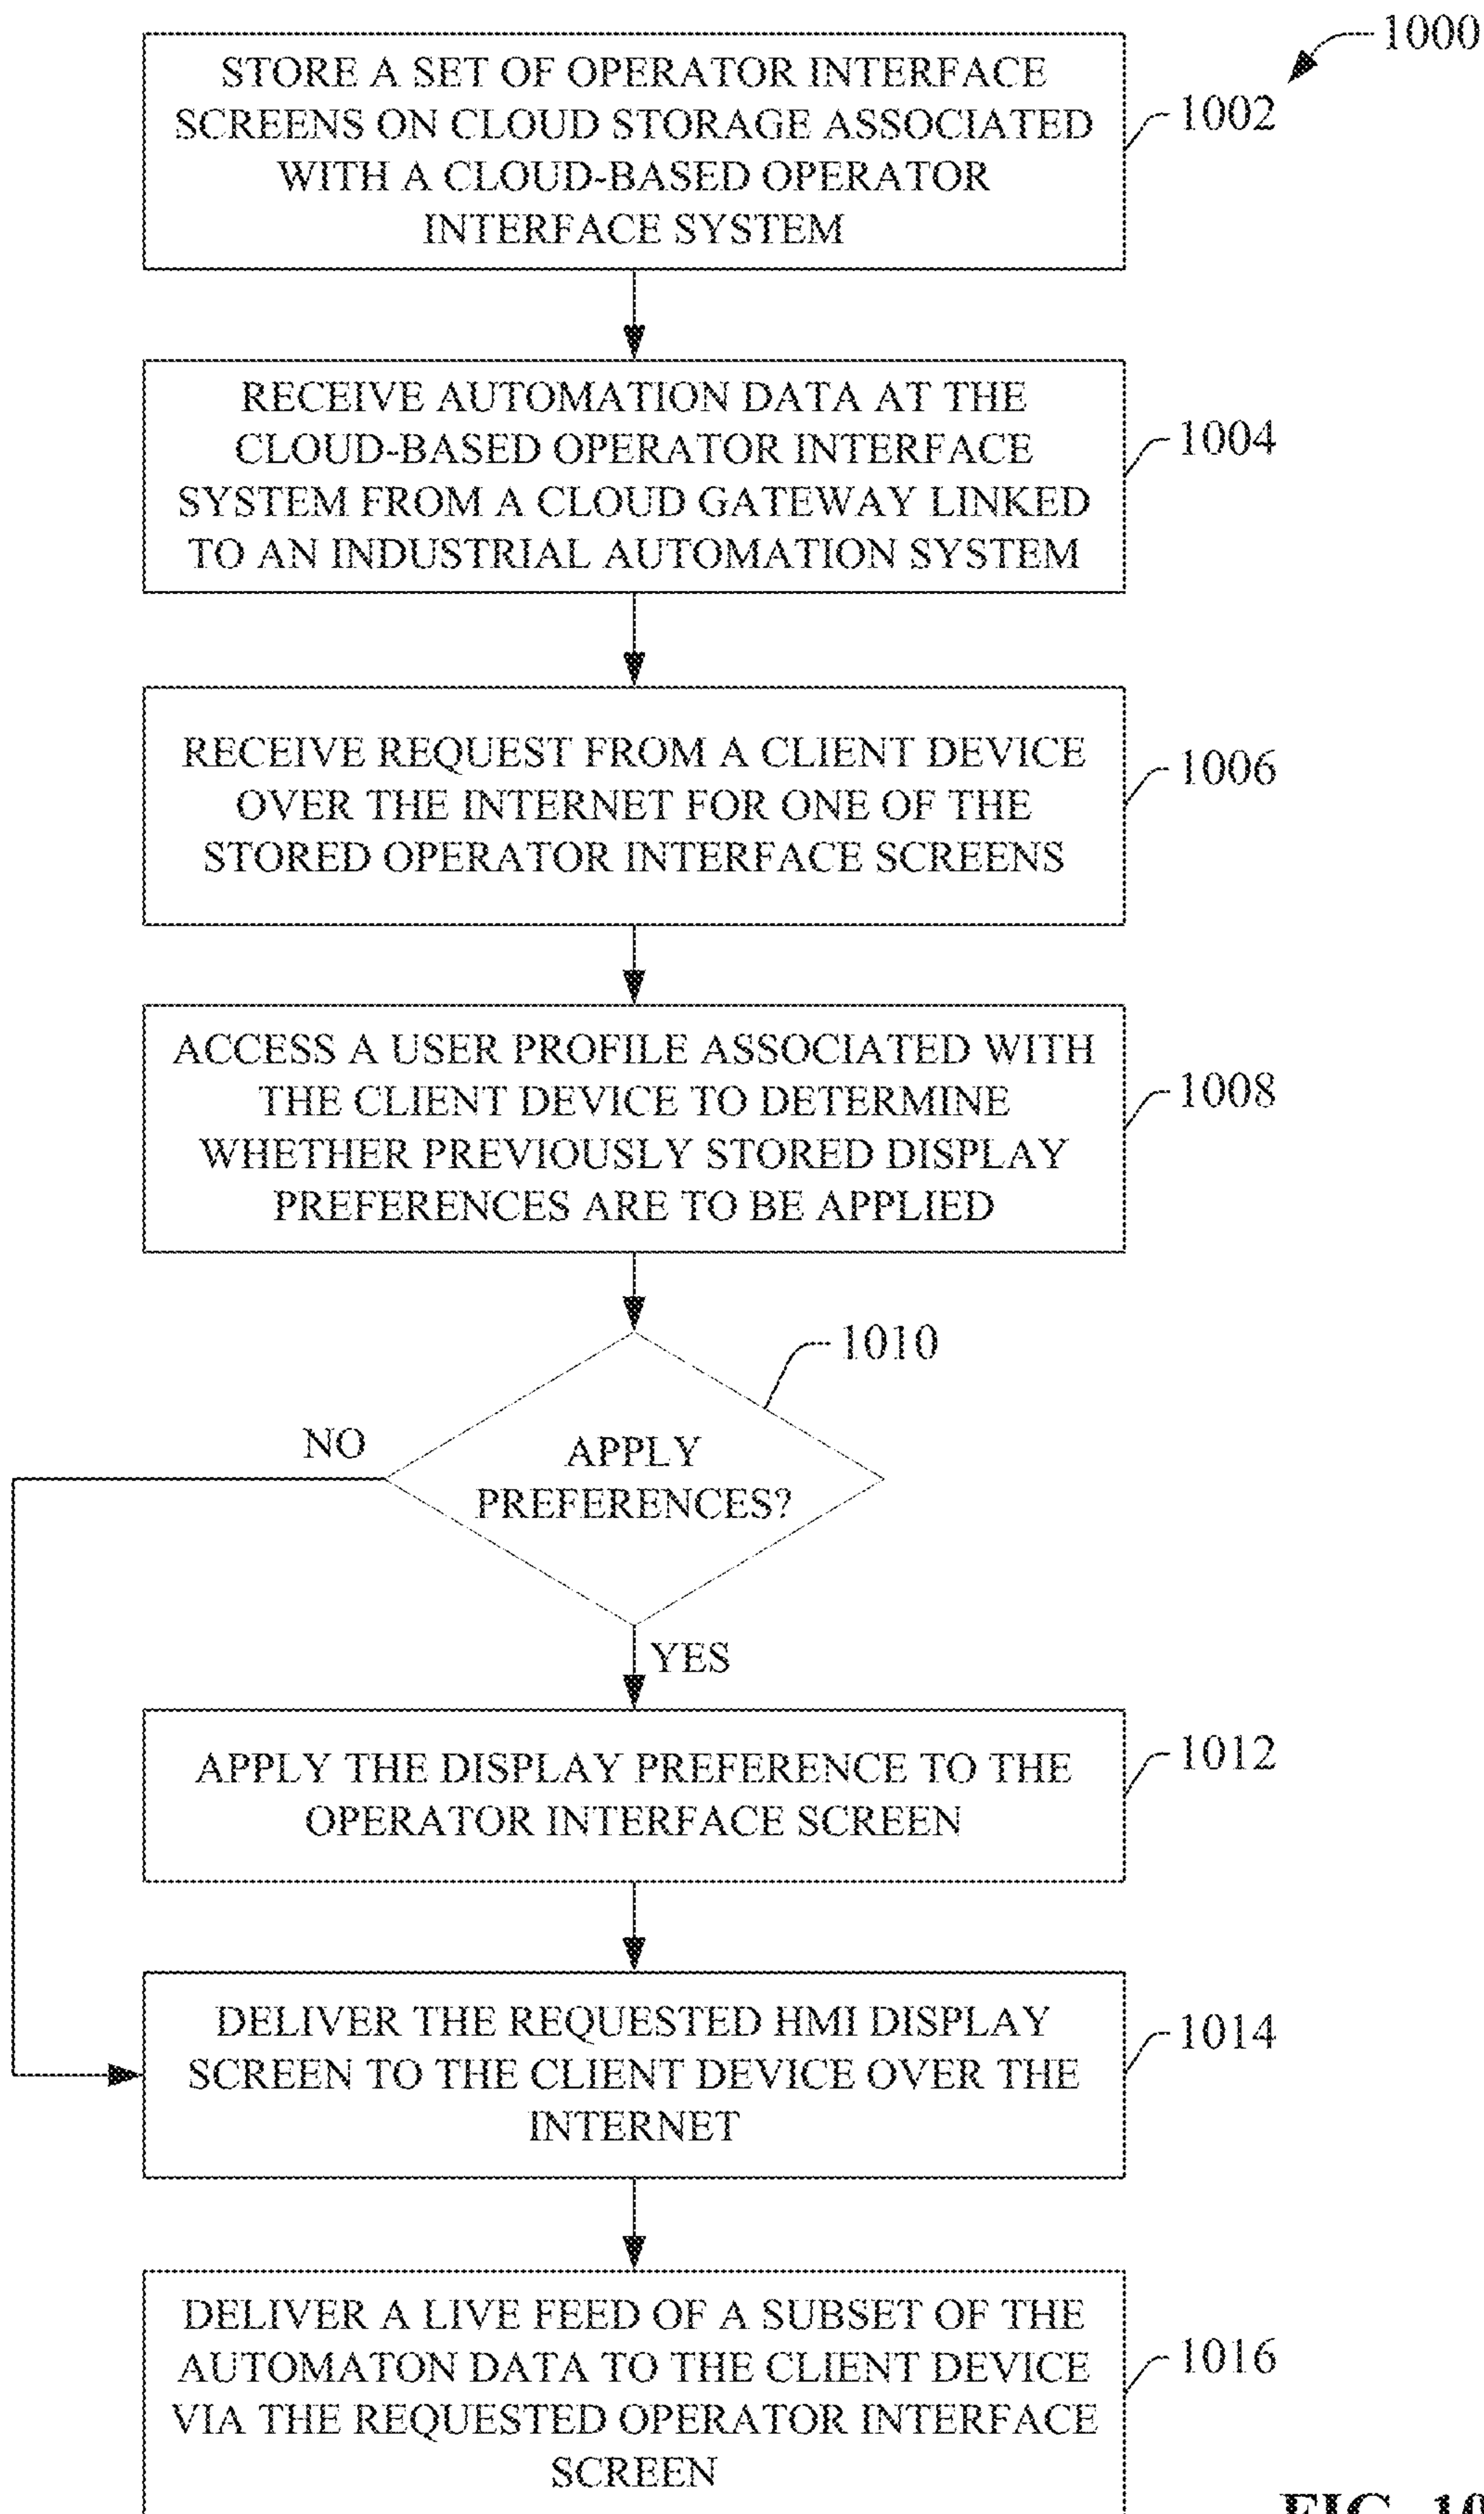 1000
STORE A SET OF OPERATOR INTERFACE
SCREENS ON CLOUD STORAGE ASSOCIATED
WITH A CLOUD-BASED OPERATOR
INTERFACE SYSTEM
1002
RECEIVE AUTOMATION DATA AT THE
CLOUD-BASED OPERATOR INTERFACE
SYSTEM FROM A CLOUD GATEWAY LINKED
TO AN INDUSTRIAL AUTOMATION SYSTEM
1004
RECEIVE REQUEST FROM A CLIENT DEVICE
OVER THE INTERNET FOR ONE OF THE
STORED OPERATOR INTERFACE SCREENS
1006
ACCESS A USER PROFILE ASSOCIATED WITH
THE CLIENT DEVICE TO DETERMINE
WHETHER PREVIOUSLY STORED DISPLAY
PREFERENCES ARE TO BE APPLIED
1008
1010
NO
APPLY
PREFERENCES?
YES
APPLY THE DISPLAY PREFERENCE TO THE
OPERATOR INTERFACE SCREEN
1012
DELIVER THE REQUESTED HMI DISPLAY
SCREEN TO THE CLIENT DEVICE OVER THE
INTERNET
1014
DELIVER A LIVE FEED OF A SUBSET OF THE
AUTOMATON DATA TO THE CLIENT DEVICE
VIA THE REQUESTED OPERATOR INTERFACE
SCREEN
1016
FIG. 10